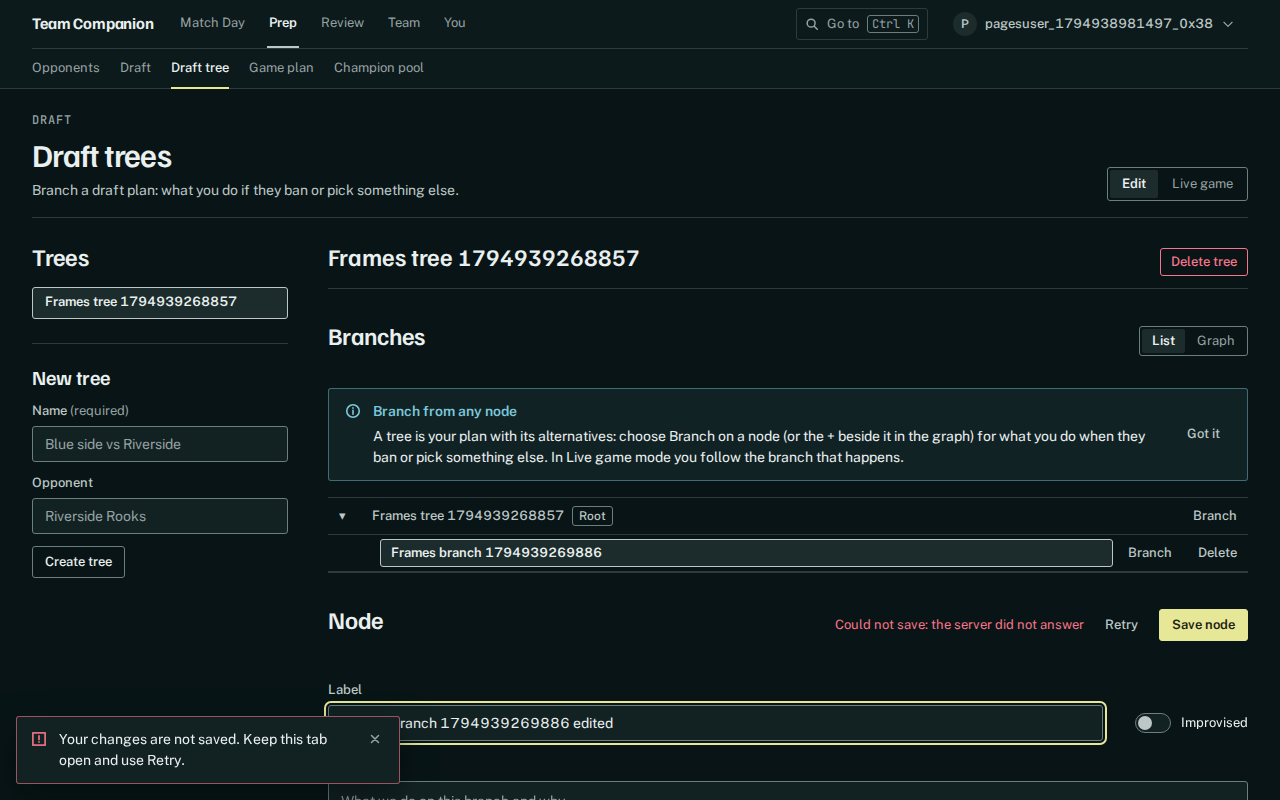 Team Companion
Match Day
Prep
Review
Team
You
Go to Ctrl K
P pagesuser_1794938981497_0x38
Opponents
Draft
Draft tree
Game plan
Champion pool
DRAFT
Draft trees
Branch a draft plan: what you do if they ban or pick something else.
Edit
Live game
Trees
Frames tree 1794939268857
New tree
Name (required)
Blue side vs Riverside
Opponent
Riverside Rooks
Create tree
Frames tree 1794939268857
Delete tree
Branches
List
Graph
Branch from any node
A tree is your plan with its alternatives: choose Branch on a node (or the + beside it in the graph) for what you do when they
ban or pick something else. In Live game mode you follow the branch that happens.
Got it
Frames tree 1794939268857 Root
Branch
Frames branch 1794939269886
Branch
Delete
Node
Could not save: the server did not answer
Retry
Save node
Label
ranch 1794939269886 edited
Improvised
Your changes are not saved. Keep this tab
open and use Retry.